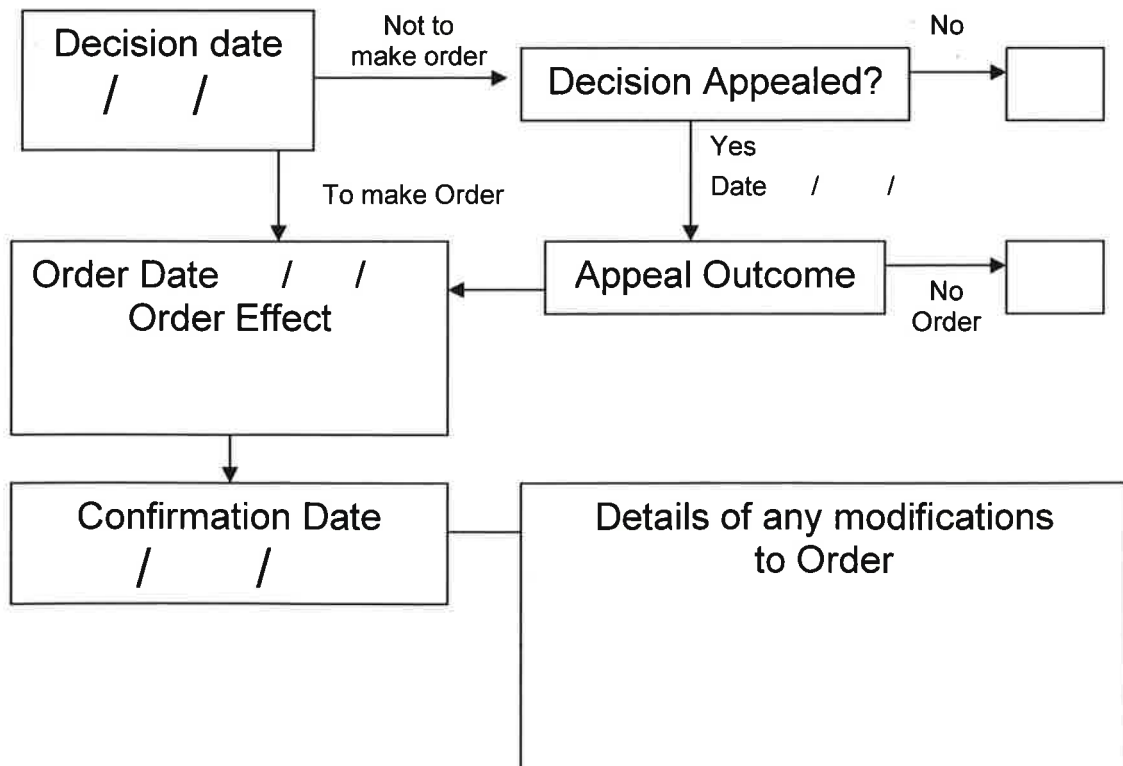 Decision date
/ /
Not to
make order
Decision Appealed?
No
Yes
Date / /
To make Order
Order Date / /
Order Effect
Appeal Outcome
No
Order
Confirmation Date
/ /
Details of any modifications
to Order